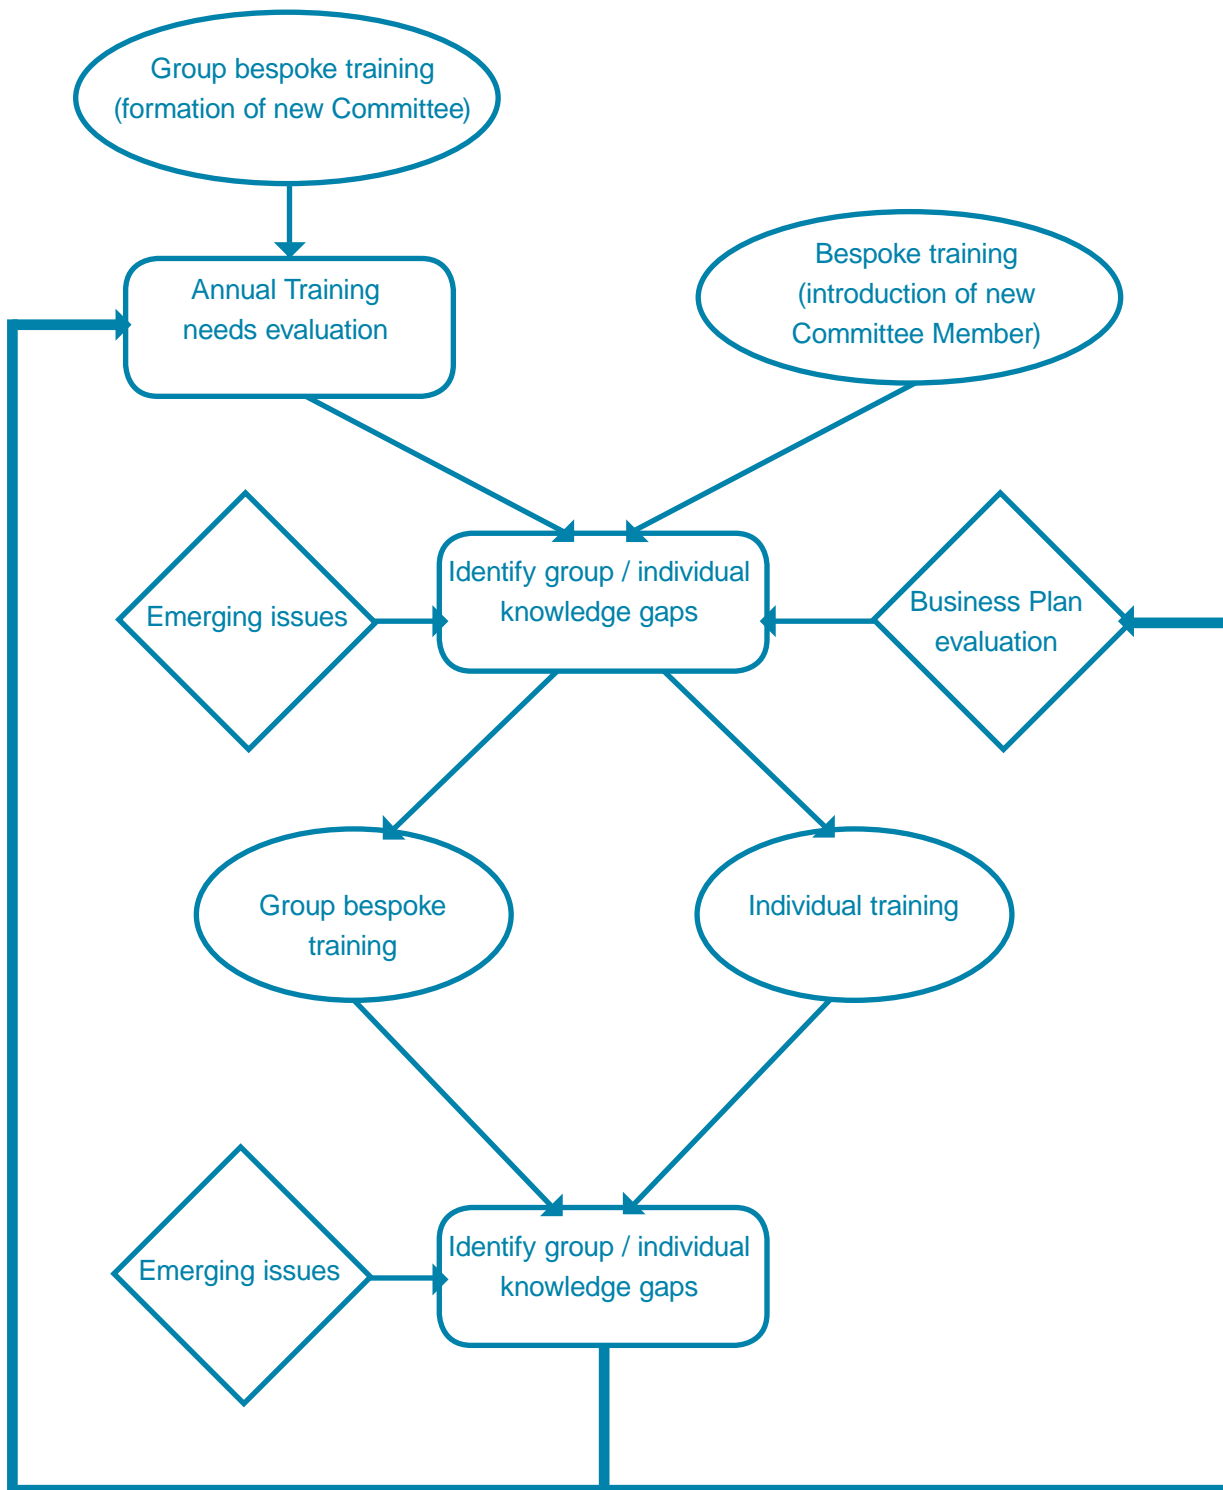 Group bespoke training
(formation of new Committee)
Bespoke training
(introduction of new
Committee Member)
Annual Training
needs evaluation
Identify group / individual
knowledge gaps
Emerging issues
Business Plan
evaluation
Group bespoke
training
Individual training
Identify group / individual
knowledge gaps
Emerging issues